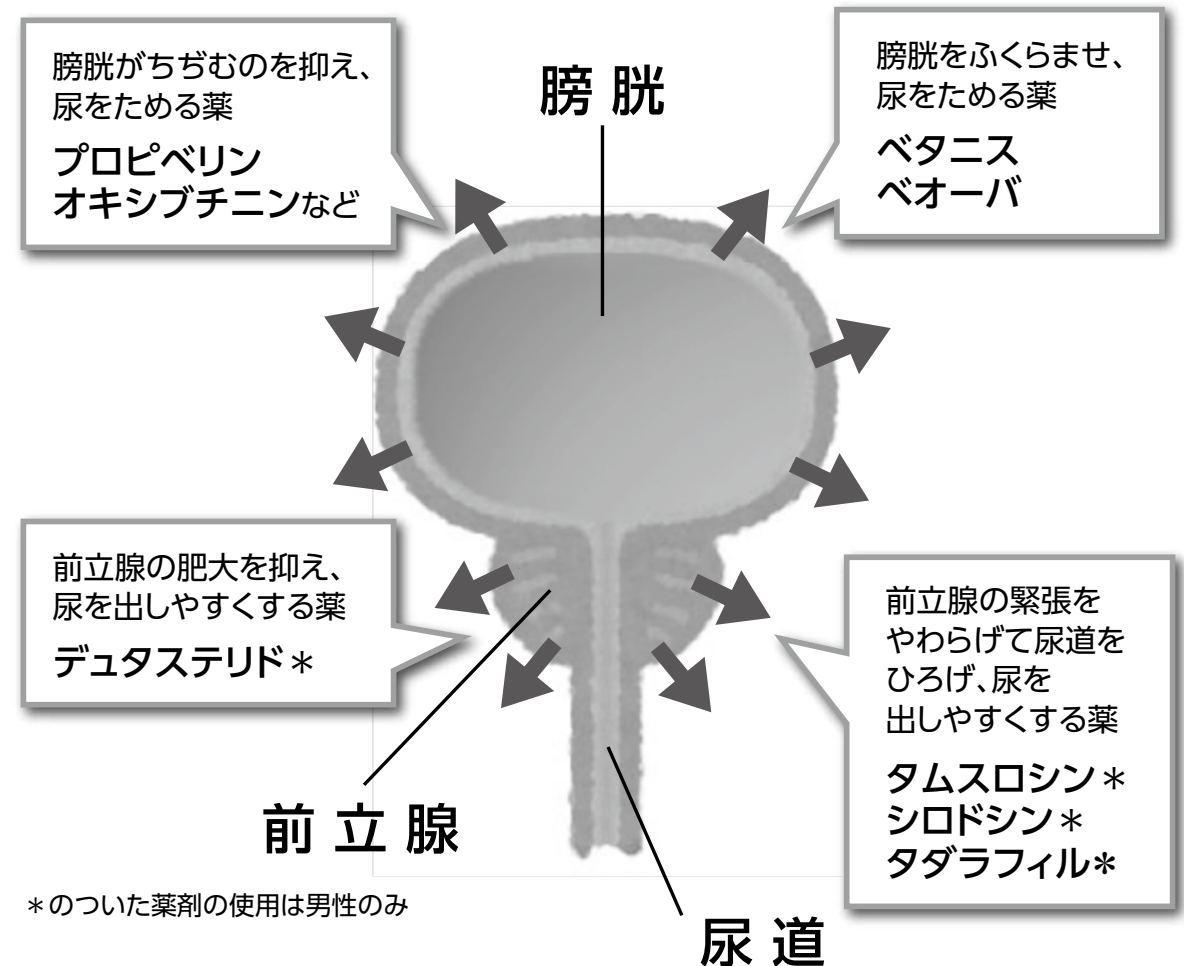 膀胱がちぢむのを抑え、
尿をためる薬
プロピベリン
オキシブチニンなど
膀胱
膀胱をふくらませ、
尿をためる薬
ベタニス
ベオーバ
前立腺の肥大を抑え、
尿を出しやすくする薬
デュタステリド＊
前立腺の緊張を
やわらげて尿道を
ひろげ、尿を
出しやすくする薬
タムスロシン＊
シロドシン＊
タダラフィル＊
前立腺
尿道
＊のついた薬剤の使用は男性のみ